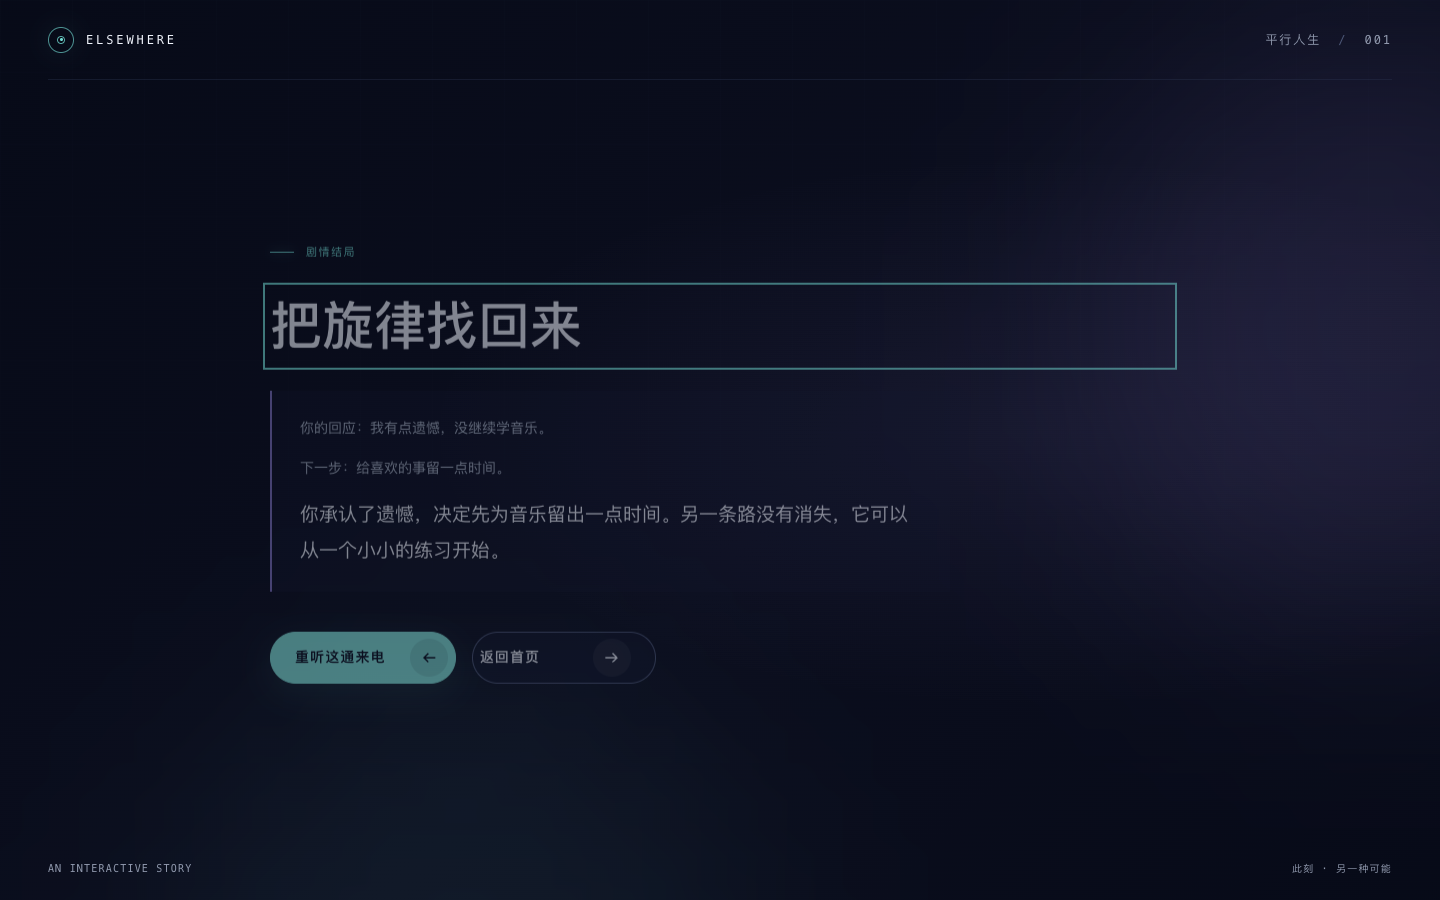 ELSEWHERE
平行人生 / 001
剧情结局
把旋律找回来
你的回应：我有点遗憾，没继续学音乐。
下一步：给喜欢的事留一点时间。
你承认了遗憾，决定先为音乐留出一点时间。另一条路没有消失，它可以
从一个小小的练习开始。
重听这通来电 ←
返回首页 →
AN INTERACTIVE STORY
此刻 · 另一种可能